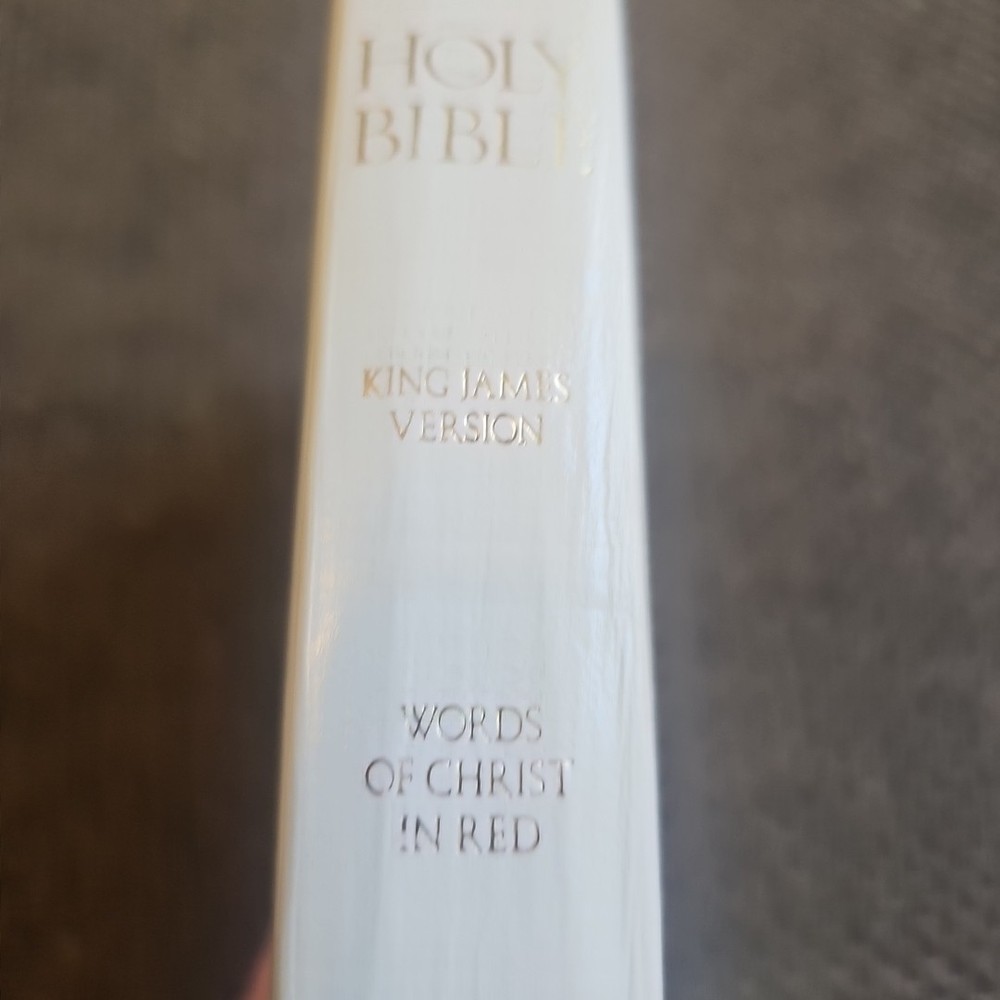 HOLY
BIBLE
KING JAMES
VERSION
WORDS
OF CHRIST
IN RED